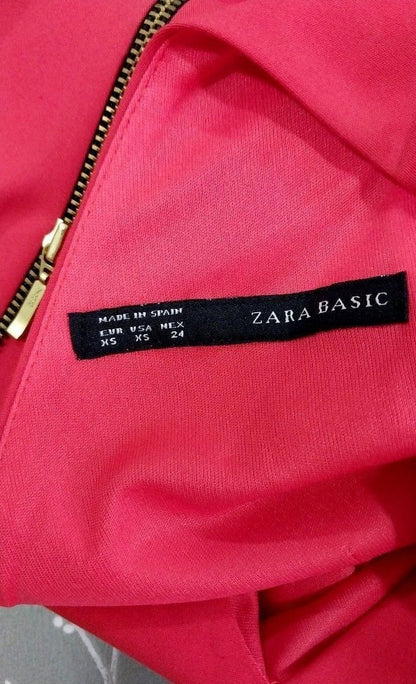 MADE IN SPAIN
EUR USA MEX
XS XS 24
ZARA BASIC